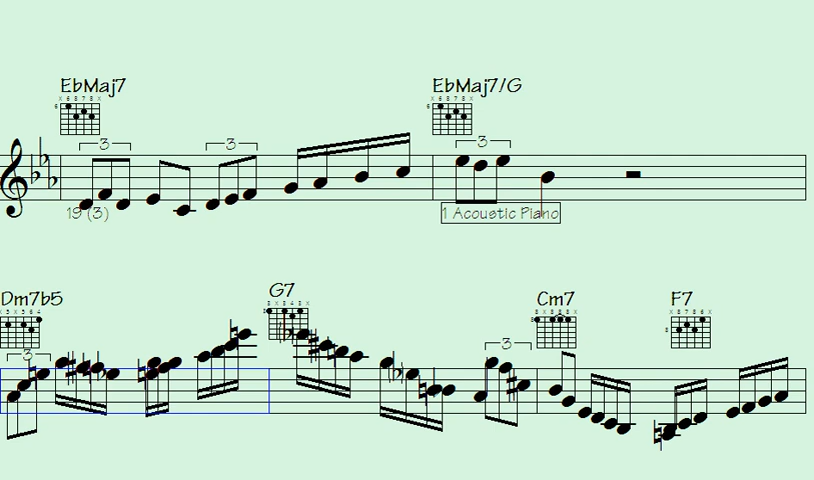 EbMaj7 EbMaj7/G
3 3 3
19 (3) 1 Acoustic Piano
Dm7b5 G7 Cm7 F7
3 3